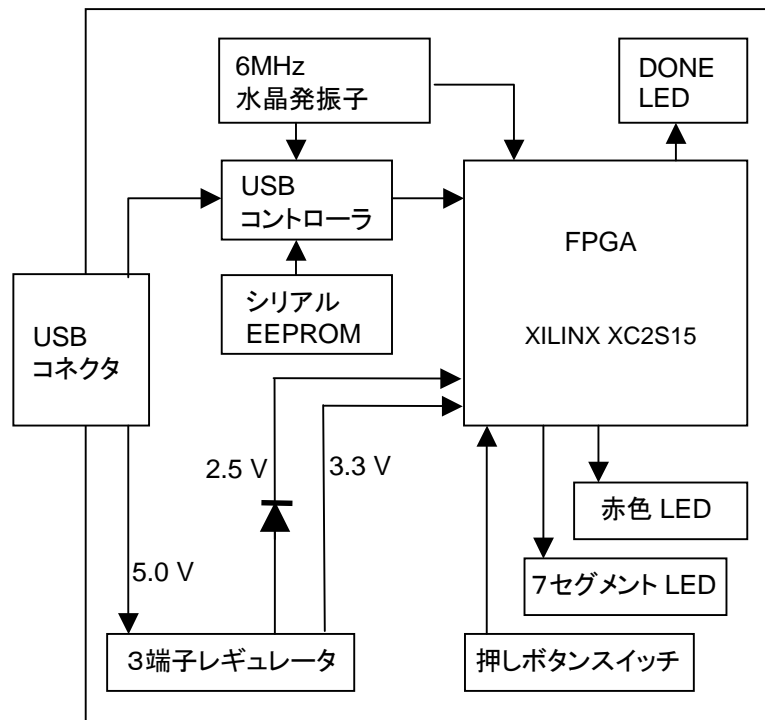 6MHz
水晶発振子
DONE
LED
USB
コントローラ
FPGA
シリアル
EEPROM
XILINX XC2S15
USB
コネクタ
2.5 V
3.3 V
赤色 LED
5.0 V
７セグメント LED
３端子レギュレータ
押しボタンスイッチ